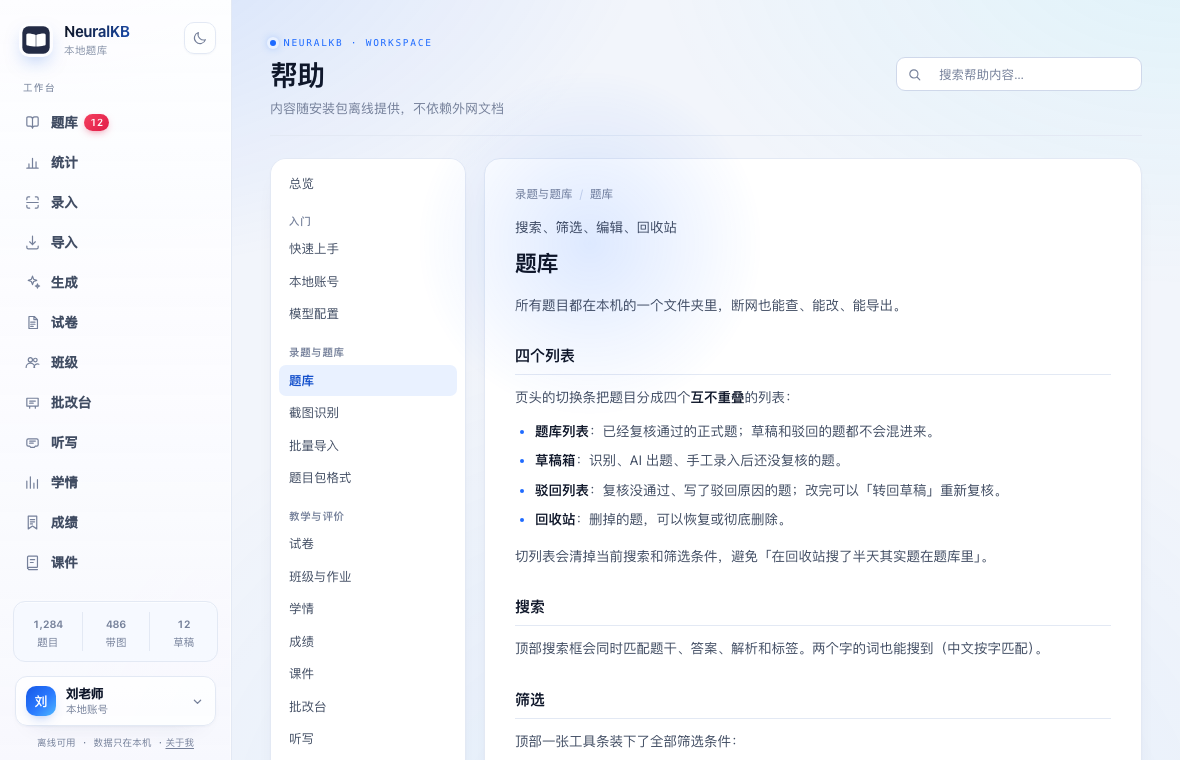 NeuralKB
本地题库
工作台
题库 12
统计
录入
导入
生成
试卷
班级
批改台
听写
学情
成绩
课件
1,284 486 12
题目 带图 草稿
刘 刘老师
本地账号
离线可用 · 数据只在本机 · 关于我
NEURALKB · WORKSPACE
帮助
内容随安装包离线提供，不依赖外网文档
搜索帮助内容...
总览
入门
快速上手
本地账号
模型配置
录题与题库
题库
截图识别
批量导入
题目包格式
教学与评价
试卷
班级与作业
学情
成绩
课件
批改台
听写
录题与题库 / 题库
搜索、筛选、编辑、回收站
题库
所有题目都在本机的一个文件夹里，断网也能查、能改、能导出。
四个列表
页头的切换条把题目分成四个互不重叠的列表：
题库列表：已经复核通过的正式题；草稿和驳回的题都不会混进来。
草稿箱：识别、AI 出题、手工录入后还没复核的题。
驳回列表：复核没通过、写了驳回原因的题；改完可以「转回草稿」重新复核。
回收站：删掉的题，可以恢复或彻底删除。
切列表会清掉当前搜索和筛选条件，避免「在回收站搜了半天其实题在题库里」。
搜索
顶部搜索框会同时匹配题干、答案、解析和标签。两个字的词也能搜到（中文按字匹配）。
筛选
顶部一张工具条装下了全部筛选条件：